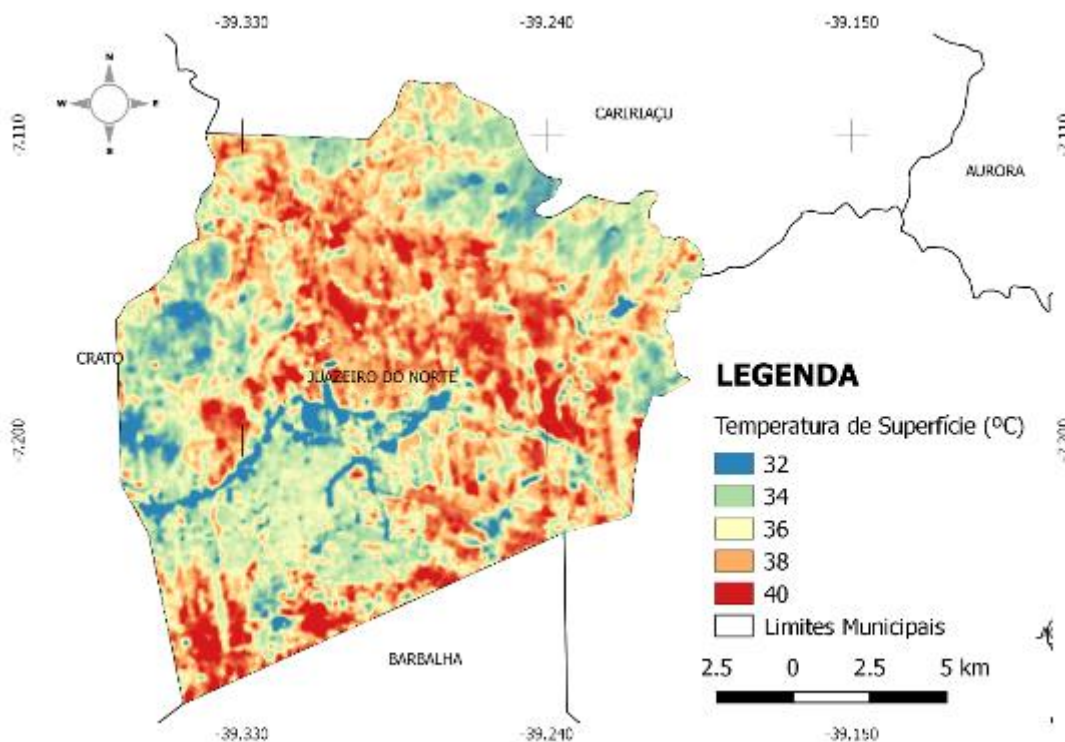 -39.330 -39.240 -39.150
N
W E
S
-7.110 -7.110
CARIRIAÇU
AURORA
CRATO
JUAZEIRO DO NORTE
LEGENDA
-7.200 -7.200
Temperatura de Superfície (ºC)
32
34
36
38
40
Limites Municipais
BARBALHA
2.5 0 2.5 5 km
-39.330 -39.240 -39.150